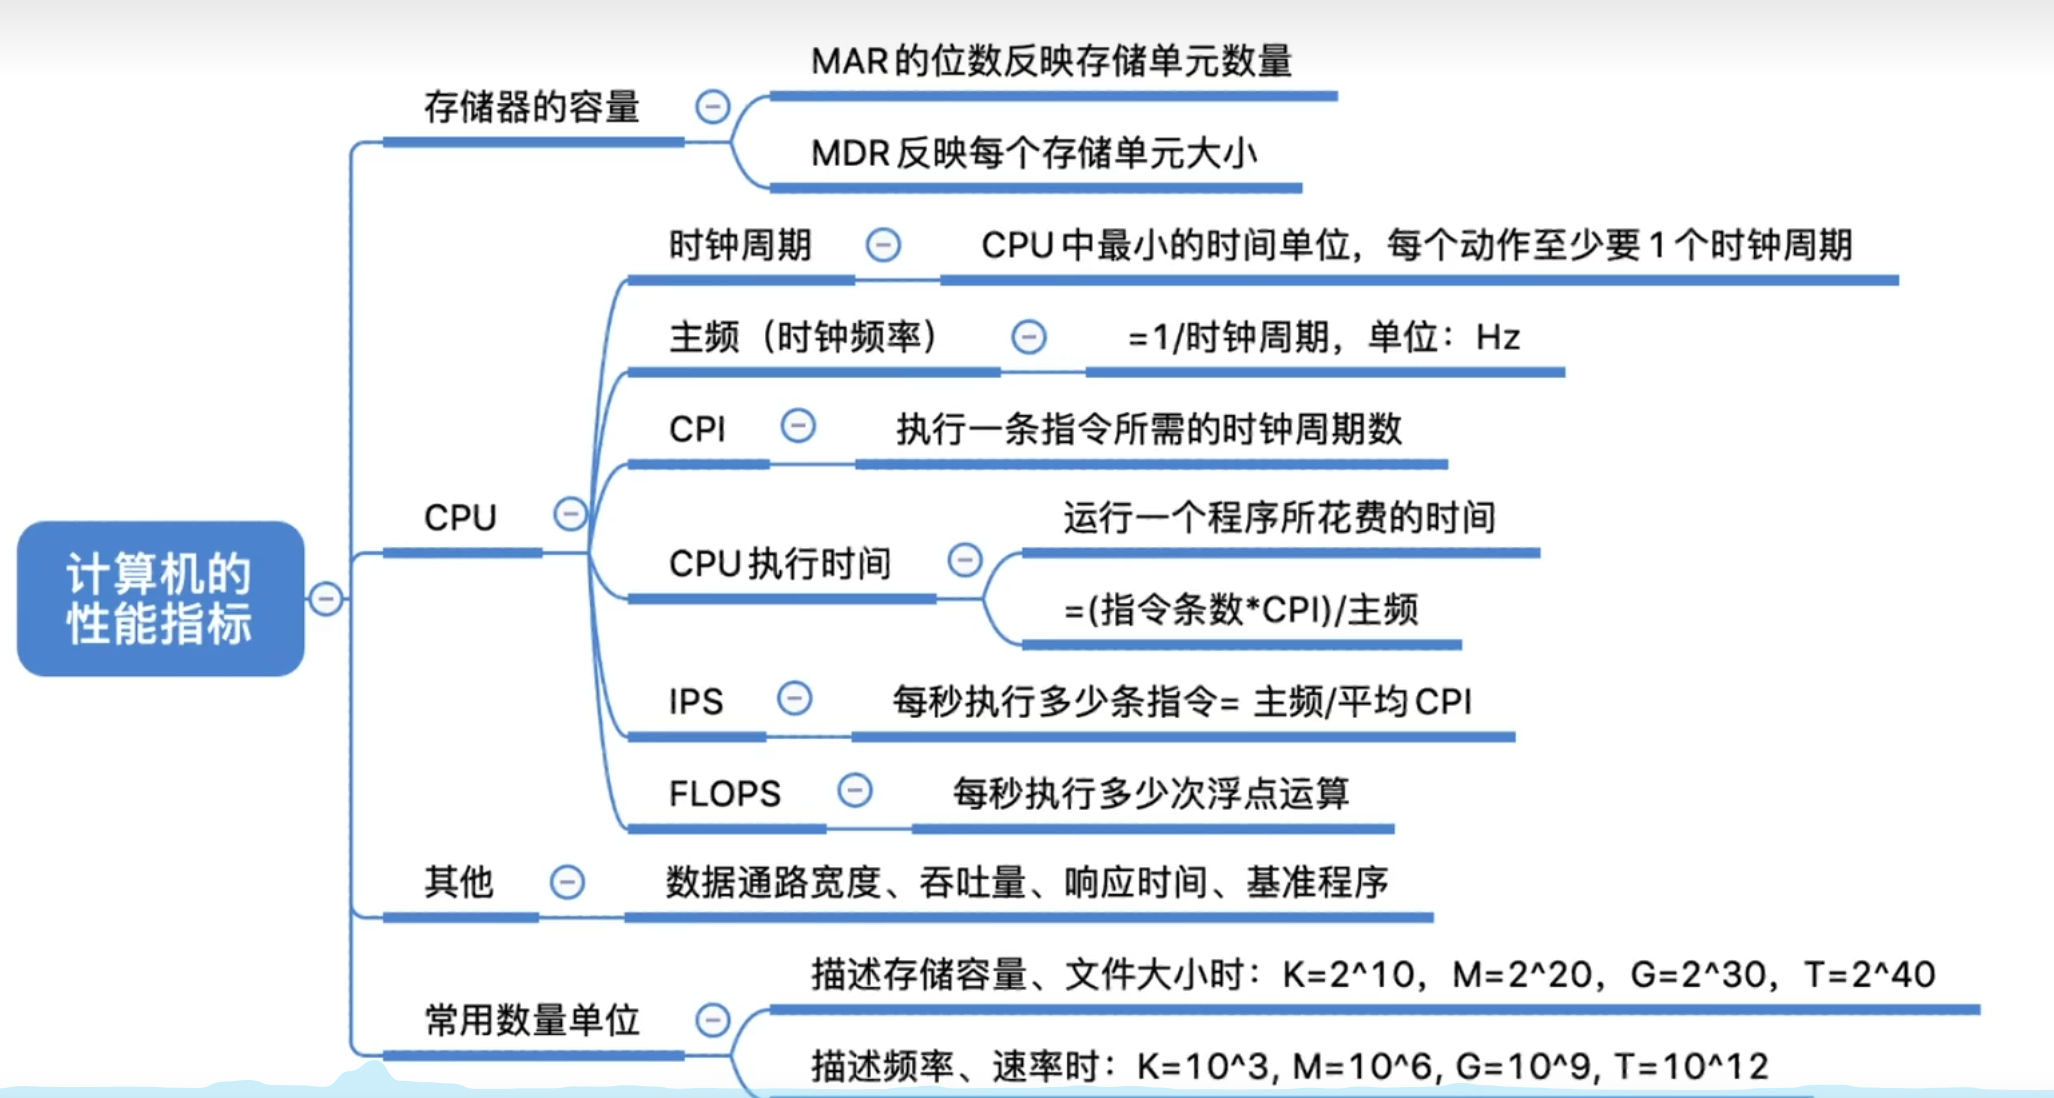 计算机的
性能指标
存储器的容量
MAR的位数反映存储单元数量
MDR反映每个存储单元大小
CPU
时钟周期
CPU中最小的时间单位，每个动作至少要1个时钟周期
主频（时钟频率）
=1/时钟周期，单位：Hz
CPI
执行一条指令所需的时钟周期数
CPU执行时间
运行一个程序所花费的时间
=(指令条数*CPI)/主频
IPS
每秒执行多少条指令= 主频/平均CPI
FLOPS
每秒执行多少次浮点运算
其他
数据通路宽度、吞吐量、响应时间、基准程序
常用数量单位
描述存储容量、文件大小时：K=2^10，M=2^20，G=2^30，T=2^40
描述频率、速率时：K=10^3, M=10^6, G=10^9, T=10^12